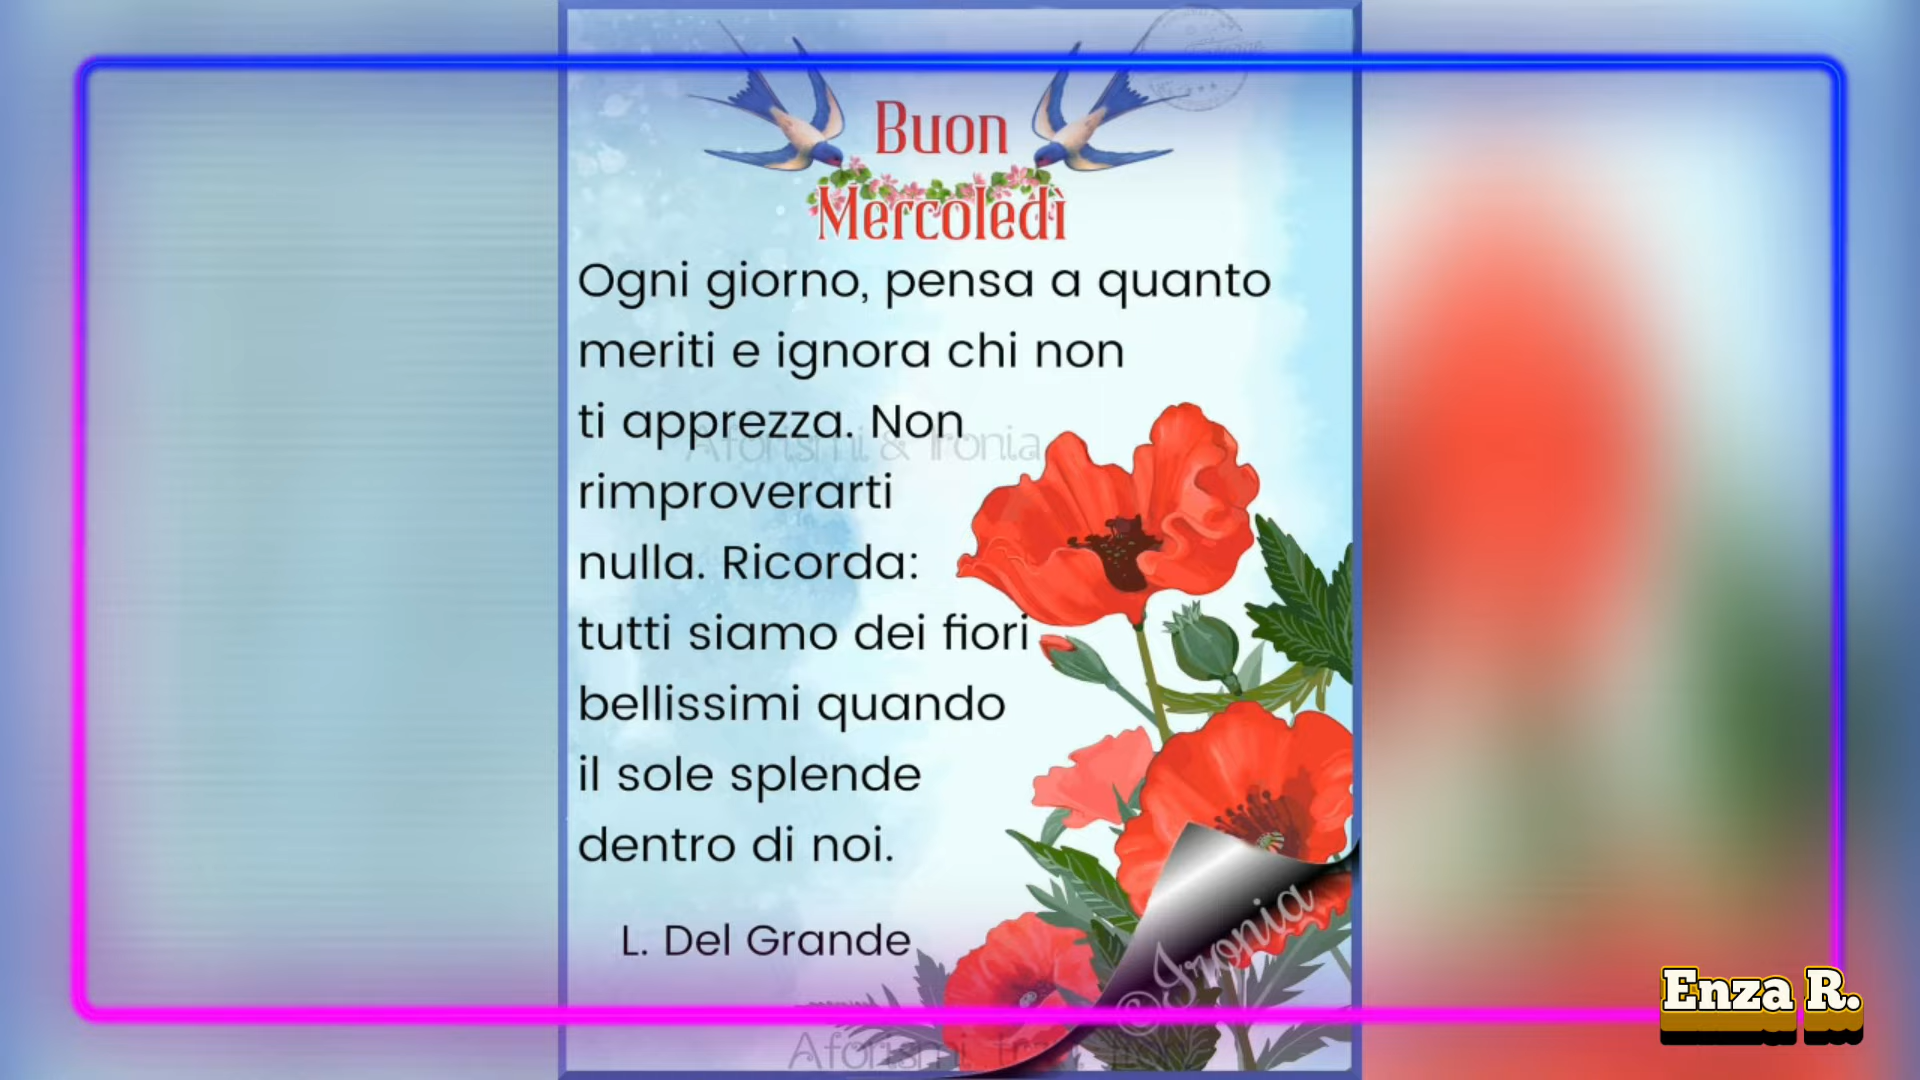 Buon
Mercoledì
Ogni giorno, pensa a quanto
meriti e ignora chi non
ti apprezza. Non
Aforismi & Ironia
rimproverarti
nulla. Ricorda:
tutti siamo dei fiori
bellissimi quando
il sole splende
dentro di noi.
L. Del Grande
©Ironia
Enza R.
Aforismi